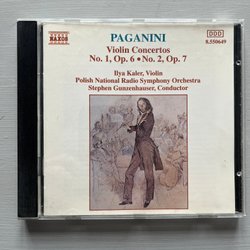 NAXOS
8.550649
PAGANINI
Violin Concertos
No. 1, Op. 6 • No. 2, Op. 7
Ilya Kaler, Violin
Polish National Radio Symphony Orchestra
Stephen Gunzenhauser, Conductor